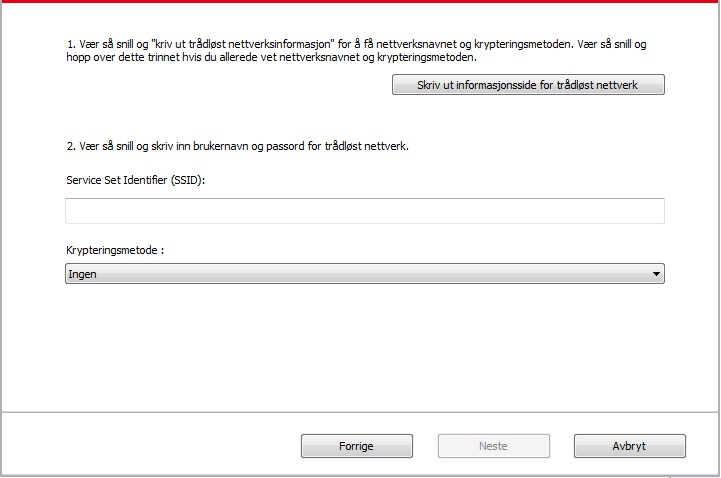 1. Vær så snill og "kriv ut trådløst nettverksinformasjon" for å få nettverksnavnet og krypteringsmetoden. Vær så snill og
hopp over dette trinnet hvis du allerede vet nettverksnavnet og krypteringsmetoden.
Skriv ut informasjonsside for trådløst nettverk
2. Vær så snill og skriv inn brukernavn og passord for trådløst nettverk.
Service Set Identifier (SSID):
Krypteringsmetode :
Ingen
Forrige
Neste
Avbryt